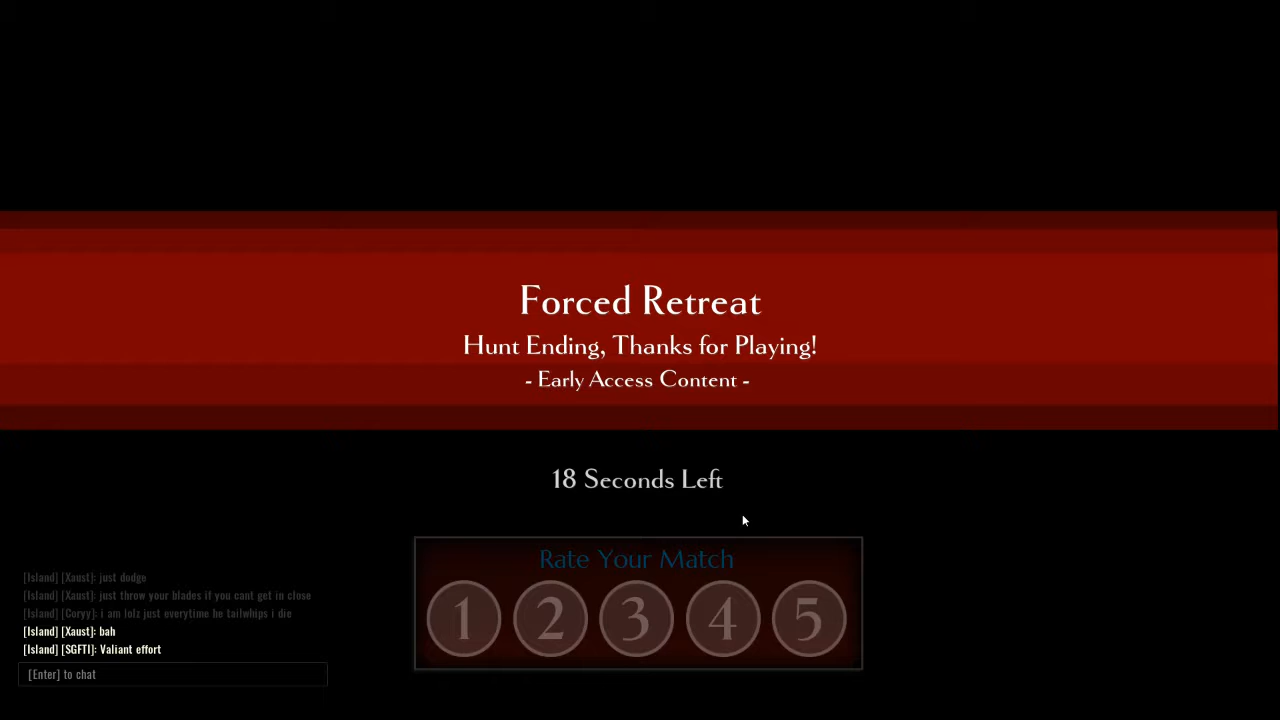 Forced Retreat
Hunt Ending, Thanks for Playing!
- Early Access Content -
18 Seconds Left
Rate Your Match
1 2 3 4 5
[Island] [Xaust]: just dodge
[Island] [Xaust]: just throw your blades if you cant get in close
[Island] [Coryy]: i am lolz just everytime he tailwhips i die
[Island] [Xaust]: bah
[Island] [SGFTI]: Valiant effort
[Enter] to chat